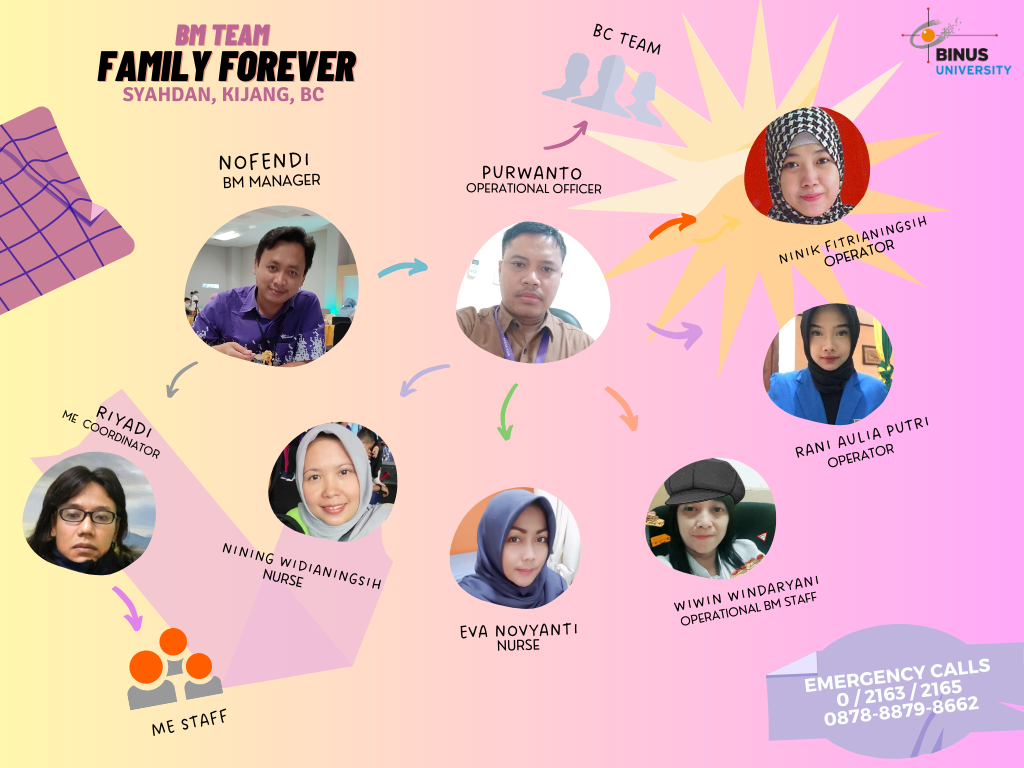 BM TEAM
FAMILY FOREVER
SYAHDAN, KIJANG, BC
BINUS
UNIVERSITY
BC TEAM
NOFENDI
BM MANAGER
PURWANTO
OPERATIONAL OFFICER
NINIK FITRIANINGSIH
OPERATOR
RIYADI
ME COORDINATOR
RANI AULIA PUTRI
OPERATOR
NINING WIDIANINGSIH
NURSE
EVA NOVYANTI
NURSE
WIWIN WINDARYANI
OPERATIONAL BM STAFF
ME STAFF
EMERGENCY CALLS
0 / 2163 / 2165
0878-8879-8662